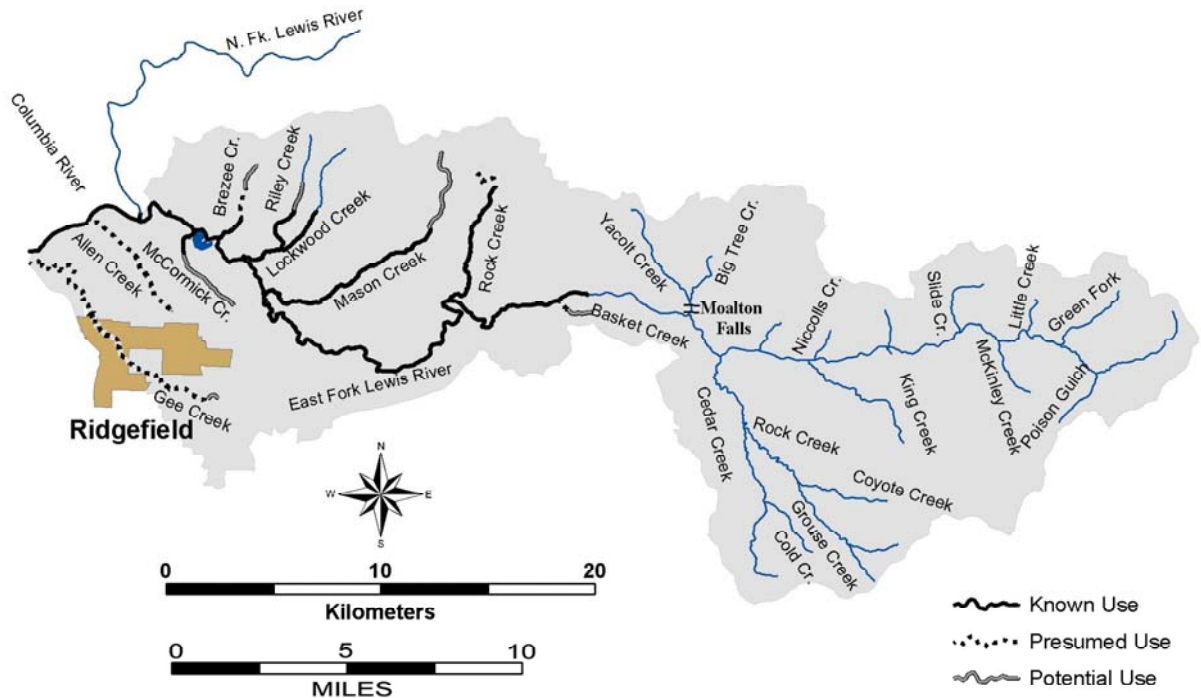 N. Fk. Lewis River
Columbia River
Brezee Cr.
Riley Creek
Lockwood Creek
Allen Creek
McCormick Cr.
Mason Creek
Rock Creek
Yacolt Creek
Big Tree Cr.
Moalton
Falls
Basket Creek
Niccolls Cr.
Slide Cr.
Little Creek
Green Fork
East Fork Lewis River
Gee Creek
Ridgefield
King Creek
McKinley Creek
Poison Gulch
Cedar Creek
Rock Creek
Coyote Creek
Grouse Creek
Cold Cr.
N
W
E
S
0 10 20
Kilometers
0 5 10
MILES
Known Use
Presumed Use
Potential Use